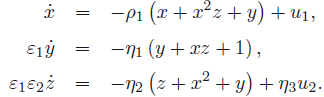 ẋ = −ρ₁ (x + x²z + y) + u₁,
ε₁ẏ = −η₁ (y + xz + 1),
ε₁ε₂ż = −η₂ (z + x² + y) + η₃u₂.